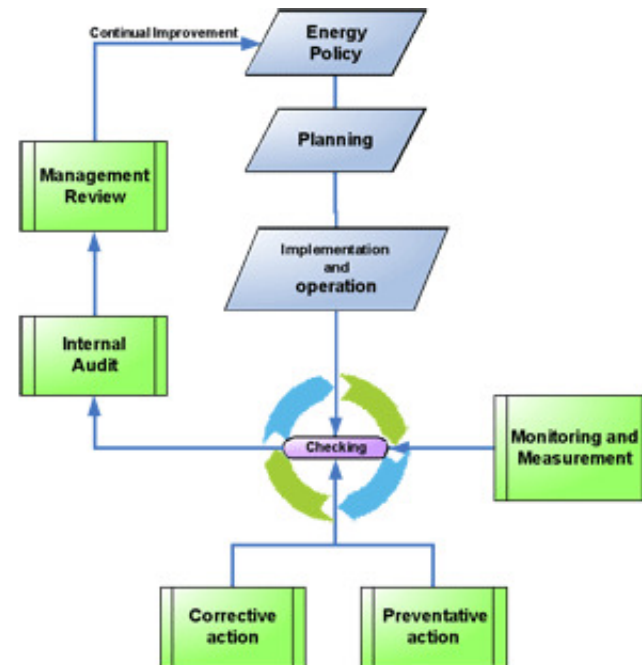 Continual Improvement
Energy
Policy
Planning
Management
Review
Implementation
and
operation
Internal
Audit
Checking
Monitoring and
Measurement
Corrective
action
Preventative
action